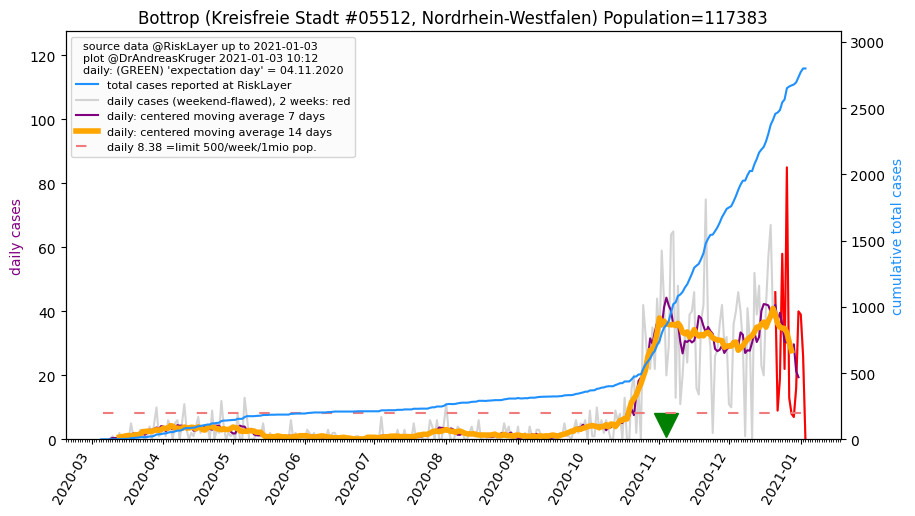 Bottrop (Kreisfreie Stadt #05512, Nordrhein-Westfalen) Population=117383
source data @RiskLayer up to 2021-01-03
plot @DrAndreasKruger 2021-01-03 10:12
daily: (GREEN) 'expectation day' = 04.11.2020
total cases reported at RiskLayer
daily cases (weekend-flawed), 2 weeks: red
daily: centered moving average 7 days
daily: centered moving average 14 days
daily 8.38 =limit 500/week/1mio pop.
daily cases
120
100
80
60
40
20
0
cumulative total cases
3000
2500
2000
1500
1000
500
0
2020-03
2020-04
2020-05
2020-06
2020-07
2020-08
2020-09
2020-10
2020-11
2020-12
2021-01